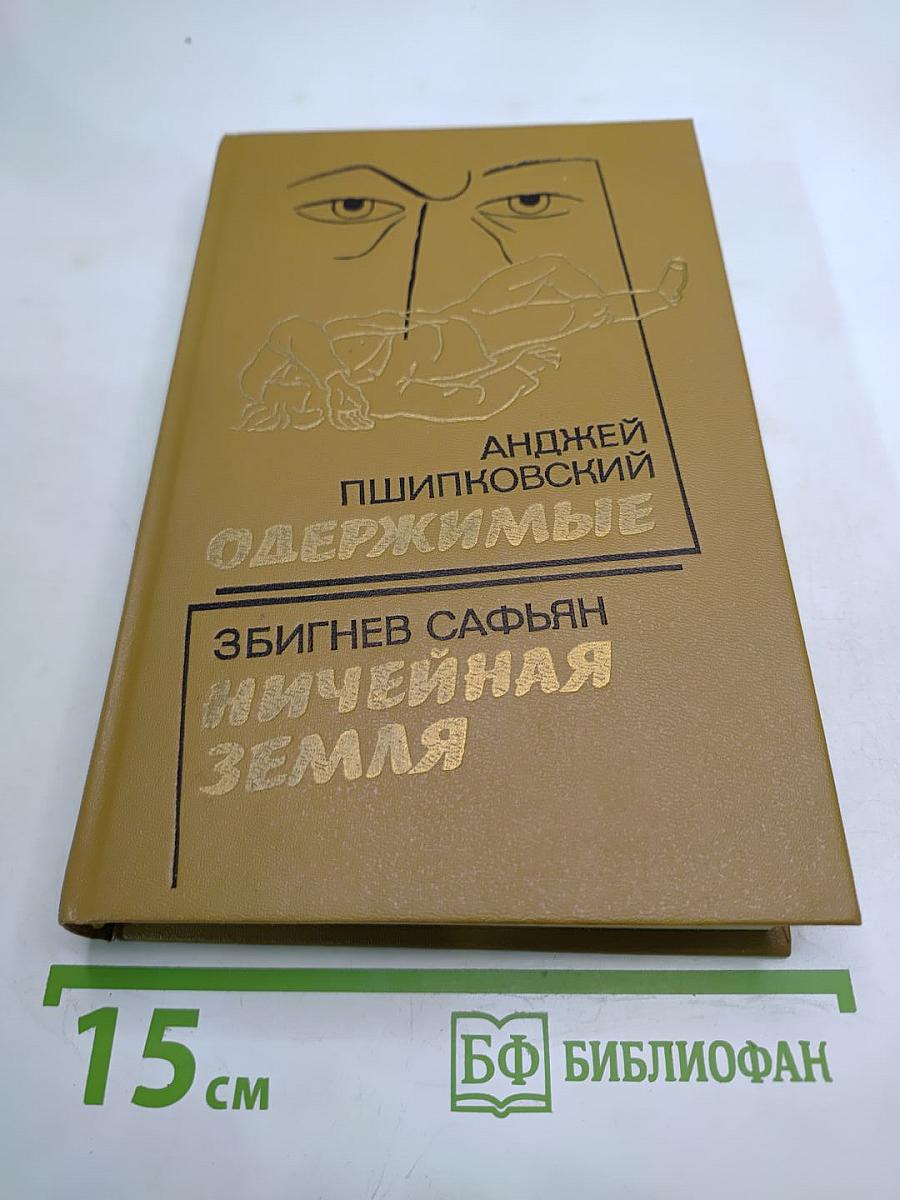 АНДЖЕЙ
ПШИПКОВСКИЙ
ОДЕРЖИМЫЕ
ЗБИГНЕВ САФЬЯН
НИЧЕЙНАЯ
ЗЕМЛЯ
15 см
БФ БИБЛИОФАН